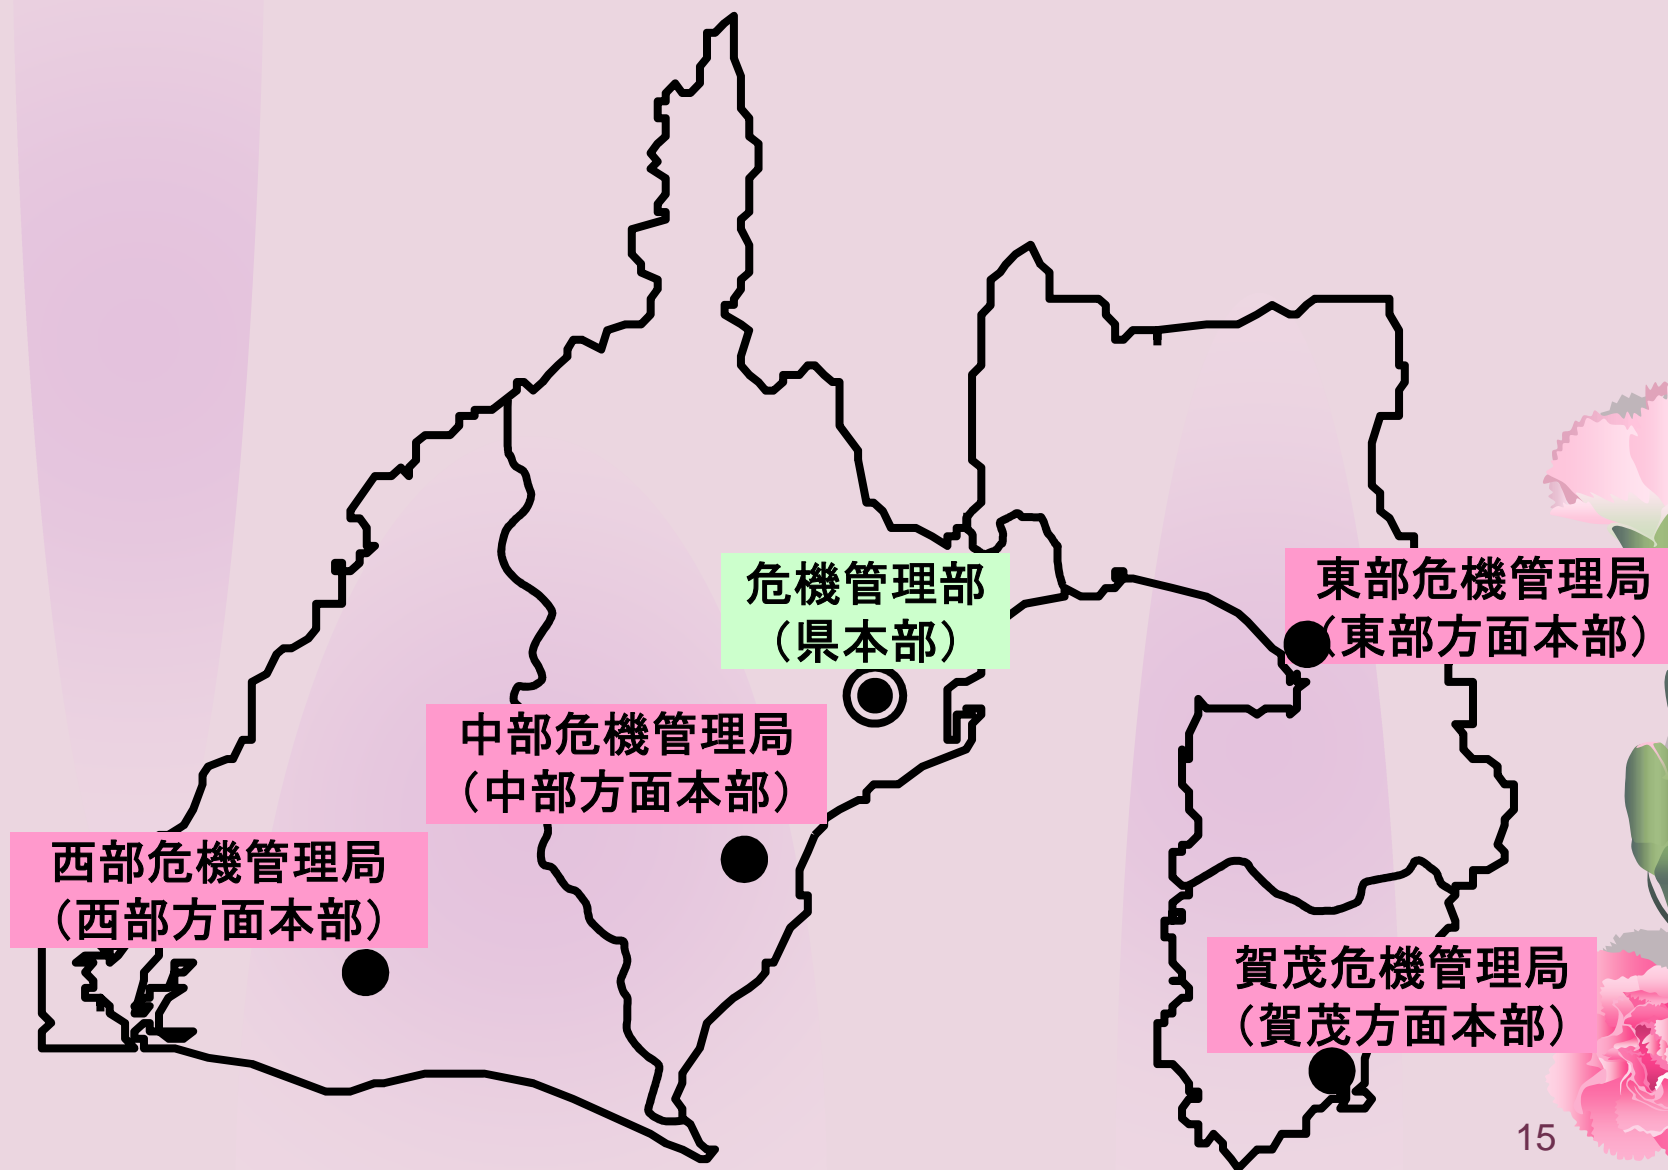 危機管理部
（県本部）
東部危機管理局
（東部方面本部）
中部危機管理局
（中部方面本部）
西部危機管理局
（西部方面本部）
賀茂危機管理局
（賀茂方面本部）
15